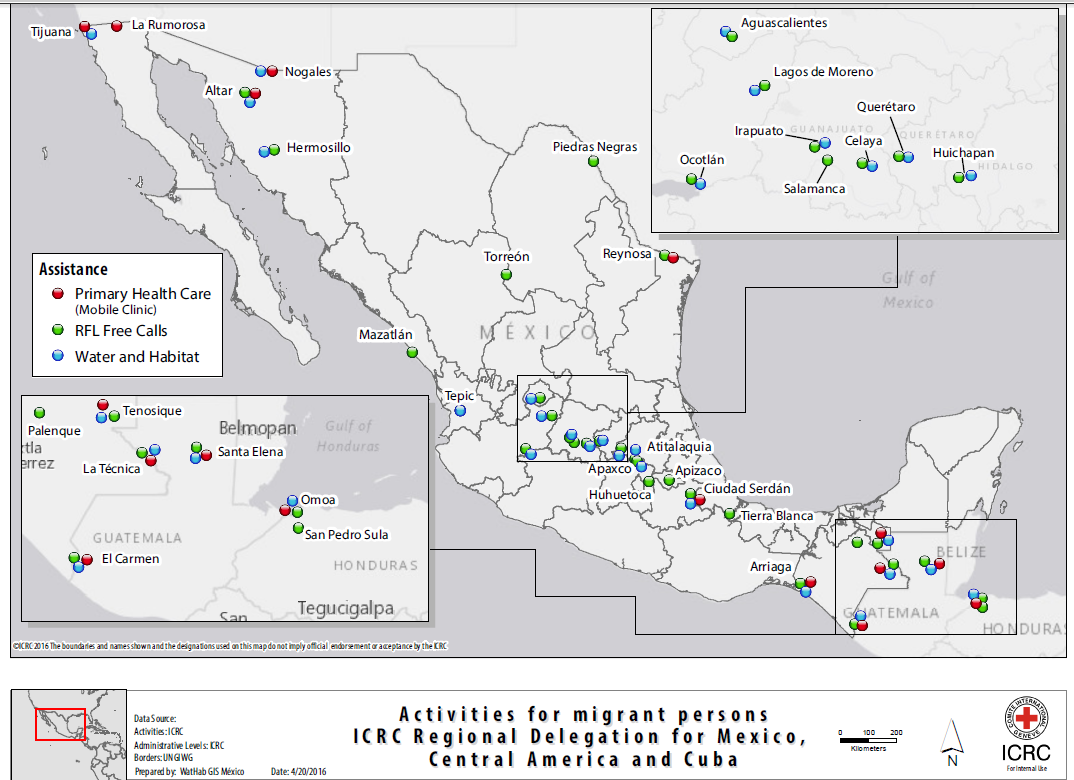 Tijuana
La Rumorosa
Nogales
Altar
Hermosillo
Piedras Negras
Torreón
Reynosa
Mazatlán
MÉXICO
Gulf of
Mexico
Tepic
Atitalaquia
Apaxco
Apizaco
Huhuetoca
Ciudad Serdán
Tierra Blanca
Arriaga
BELIZE
GUATEMALA
HONDURAS
Aguascalientes
Lagos de Moreno
Querétaro
Irapuato
GUANAJUATO
Celaya
QUERÉTARO
Huichapan
HIDALGO
Ocotlán
Salamanca
Assistance
Primary Health Care
(Mobile Clinic)
RFL Free Calls
Water and Habitat
Tenosique
Palenque
Belmopan
Gulf of
Honduras
xtla
errez
La Técnica
Santa Elena
Omoa
San Pedro Sula
GUATEMALA
El Carmen
HONDURAS
Tegucigalpa
San
©ICRC 2016 The boundaries and names shown and the designations used on this map do not imply official endorsement or acceptance by the ICRC
Data Source:
Activities: ICRC
Administrative Levels: ICRC
Borders: UNGIWG
Prepared by: WatHab GIS México Date: 4/20/2016
Activities for migrant persons
ICRC Regional Delegation for Mexico,
Central America and Cuba
0 100 200
Kilometers
N
COMITE INTERNATIONAL
GENEVE
ICRC
For Internal Use